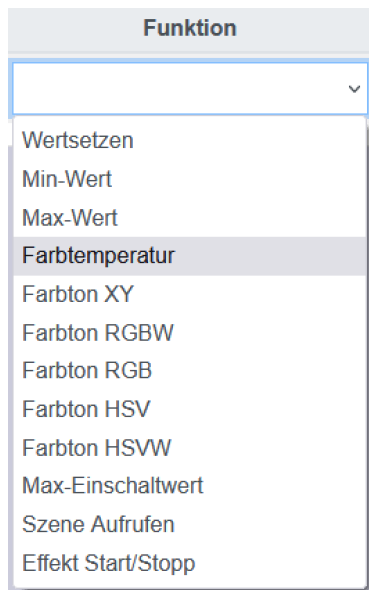 Funktion
Wertsetzen
Min-Wert
Max-Wert
Farbtemperatur
Farbton XY
Farbton RGBW
Farbton RGB
Farbton HSV
Farbton HSVW
Max-Einschaltwert
Szene Aufrufen
Effekt Start/Stopp